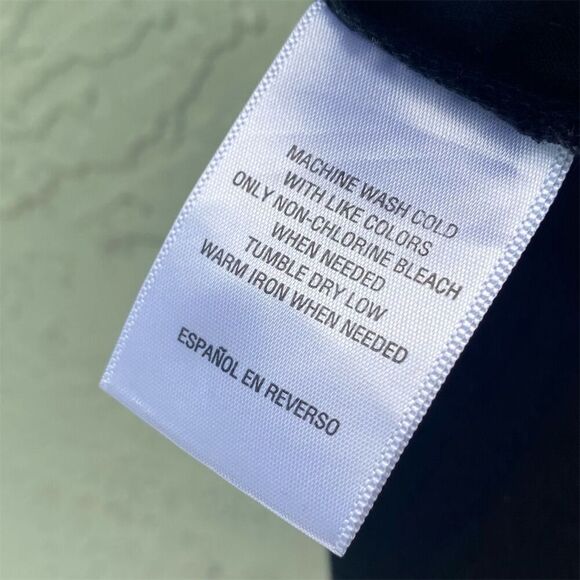 MACHINE WASH COLD
WITH LIKE COLORS
ONLY NON-CHLORINE BLEACH
WHEN NEEDED
TUMBLE DRY LOW
WARM IRON WHEN NEEDED
ESPAÑOL EN REVERSO